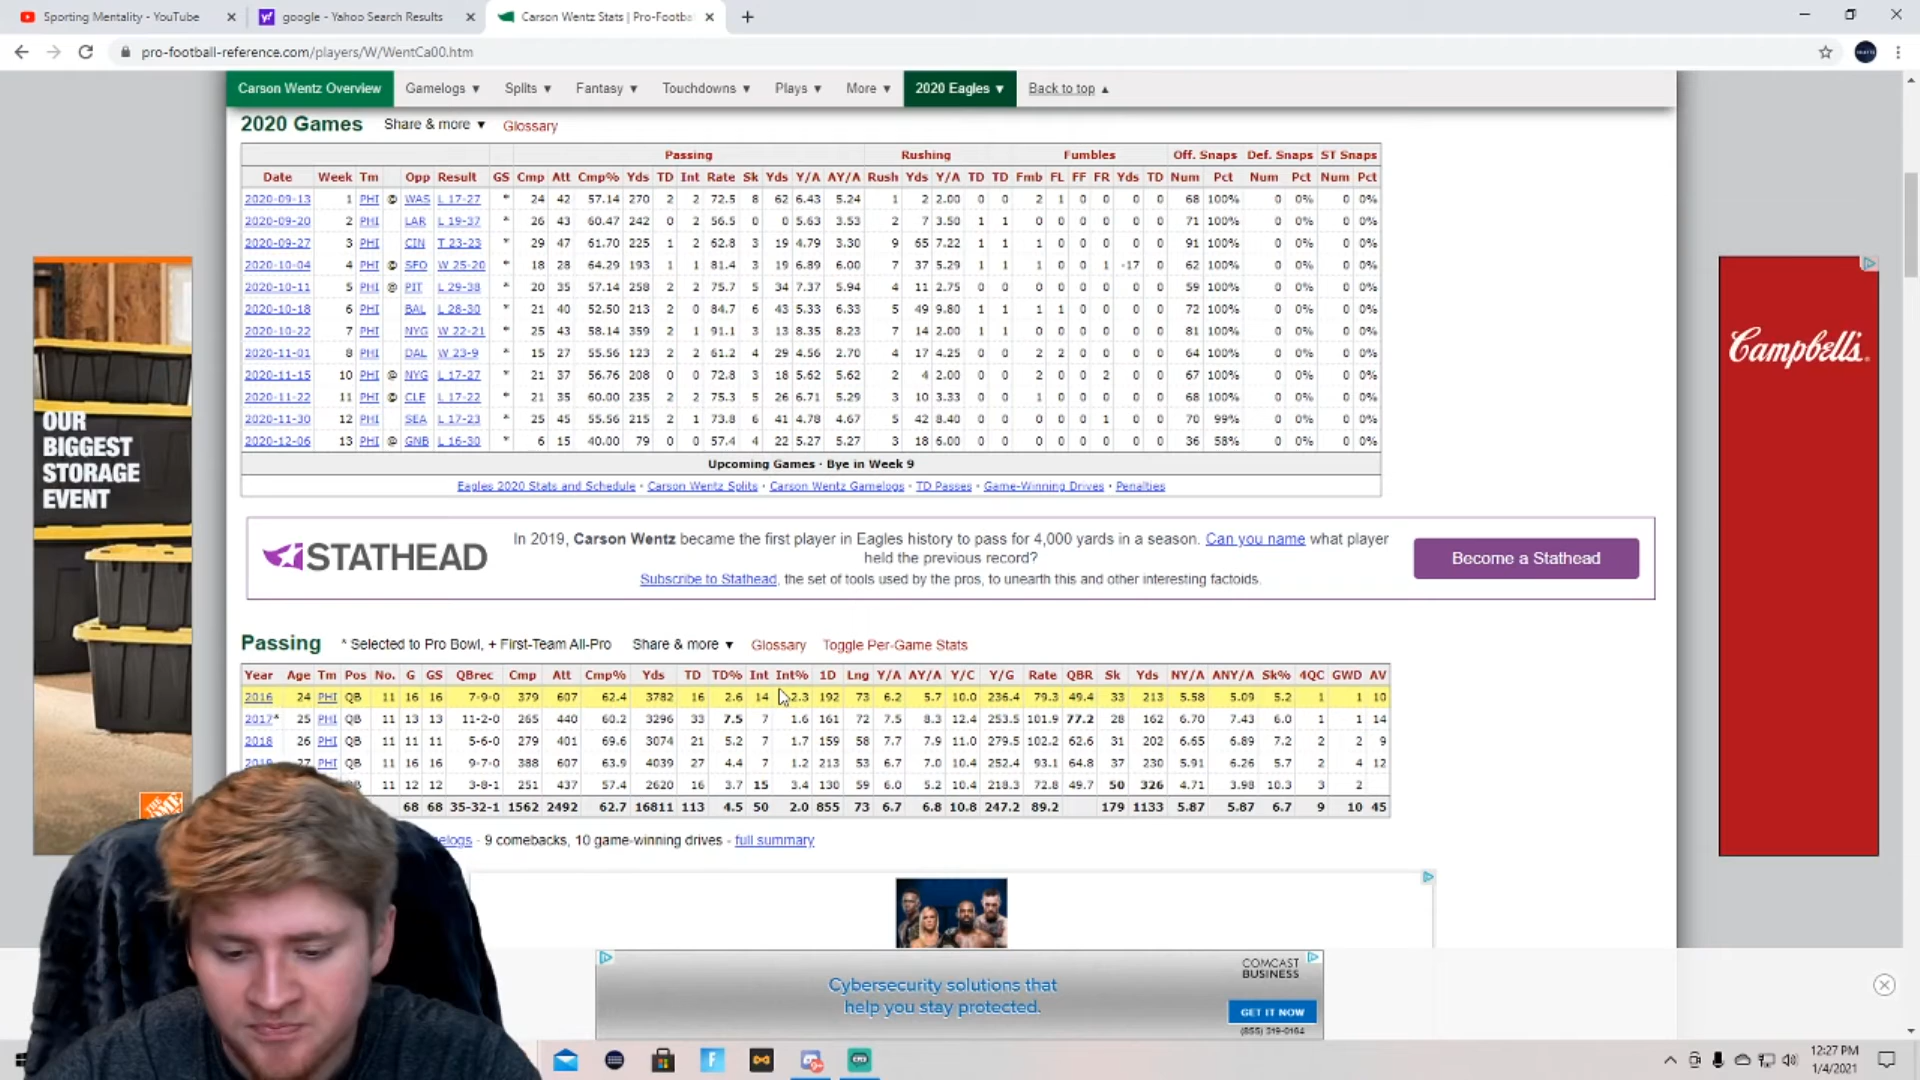 Sporting Mentality - YouTube
google - Yahoo Search Results
Carson Wentz Stats | Pro-Footba
pro-football-reference.com/players/W/WentCa00.htm
Carson Wentz Overview Gamelogs ▼ Splits ▼ Fantasy ▼ Touchdowns ▼ Plays ▼ More ▼ 2020 Eagles ▼ Back to top ▲
2020 Games Share & more ▼ Glossary
Passing Rushing Fumbles Off. Snaps Def. Snaps ST Snaps
Date Week Tm Opp Result GS Cmp Att Cmp% Yds TD Int Rate Sk Yds Y/A AY/A Rush Yds Y/A TD TD Fmb FL FF FR Yds TD Num Pct Num Pct Num Pct
2020-09-13 1 PHI @ WAS L 17-27 * 24 42 57.14 270 2 2 72.5 8 62 6.43 5.24 1 2 2.00 0 0 2 1 0 0 0 0 68 100% 0 0% 0 0%
2020-09-20 2 PHI LAR L 19-37 * 26 43 60.47 242 0 2 56.5 0 0 5.63 3.53 2 7 3.50 1 1 0 0 0 0 0 0 71 100% 0 0% 0 0%
2020-09-27 3 PHI CIN T 23-23 * 29 47 61.70 225 1 2 62.8 3 19 4.79 3.30 9 65 7.22 1 1 1 0 0 0 0 0 91 100% 0 0% 0 0%
2020-10-04 4 PHI @ SFO W 25-20 * 18 28 64.29 193 1 1 81.4 3 19 6.89 6.00 7 37 5.29 1 1 1 0 0 1 -17 0 62 100% 0 0% 0 0%
2020-10-11 5 PHI @ PIT L 29-38 * 20 35 57.14 258 2 2 75.7 5 34 7.37 5.94 4 11 2.75 0 0 0 0 0 0 0 0 59 100% 0 0% 0 0%
2020-10-18 6 PHI BAL L 28-30 * 21 40 52.50 213 2 0 84.7 6 43 5.33 6.33 5 49 9.80 1 1 1 1 0 0 0 0 72 100% 0 0% 0 0%
2020-10-22 7 PHI NYG W 22-21 * 25 43 58.14 359 2 1 91.1 3 13 8.35 8.23 7 14 2.00 1 1 0 0 0 0 0 0 81 100% 0 0% 0 0%
2020-11-01 8 PHI DAL W 23-9 * 15 27 55.56 123 2 2 61.2 4 29 4.56 2.70 4 17 4.25 0 0 2 2 0 0 0 0 64 100% 0 0% 0 0%
2020-11-15 10 PHI @ NYG L 17-27 * 21 37 56.76 208 0 0 72.8 3 18 5.62 5.62 2 4 2.00 0 0 2 0 0 2 0 0 67 100% 0 0% 0 0%
2020-11-22 11 PHI @ CLE L 17-22 * 21 35 60.00 235 2 2 75.3 5 26 6.71 5.29 3 10 3.33 0 0 1 0 0 0 0 0 68 100% 0 0% 0 0%
2020-11-30 12 PHI SEA L 17-23 * 25 45 55.56 215 2 1 73.8 6 41 4.78 4.67 5 42 8.40 0 0 0 0 0 1 0 0 70 99% 0 0% 0 0%
2020-12-06 13 PHI @ GNB L 16-30 * 6 15 40.00 79 0 0 57.4 4 22 5.27 5.27 3 18 6.00 0 0 0 0 0 0 0 0 36 58% 0 0% 0 0%
Upcoming Games · Bye in Week 9
Eagles 2020 Stats and Schedule · Carson Wentz Splits · Carson Wentz Gamelogs · TD Passes · Game-Winning Drives · Penalties
STATHEAD
In 2019, Carson Wentz became the first player in Eagles history to pass for 4,000 yards in a season. Can you name what player
held the previous record?
Subscribe to Stathead, the set of tools used by the pros, to unearth this and other interesting factoids.
Become a Stathead
Passing * Selected to Pro Bowl, + First-Team All-Pro Share & more ▼ Glossary Toggle Per-Game Stats
Year Age Tm Pos No. G GS QBrec Cmp Att Cmp% Yds TD TD% Int Int% 1D Lng Y/A AY/A Y/C Y/G Rate QBR Sk Yds NY/A ANY/A Sk% 4QC GWD AV
2016 24 PHI QB 11 16 16 7-9-0 379 607 62.4 3782 16 2.6 14 2.3 192 73 6.2 5.7 10.0 236.4 79.3 49.4 33 213 5.58 5.09 5.2 1 1 10
2017* 25 PHI QB 11 13 13 11-2-0 265 440 60.2 3296 33 7.5 7 1.6 161 72 7.5 8.3 12.4 253.5 101.9 77.2 28 162 6.70 7.43 6.0 1 1 14
2018 26 PHI QB 11 11 11 5-6-0 279 401 69.6 3074 21 5.2 7 1.7 159 58 7.7 7.9 11.0 279.5 102.2 62.6 31 202 6.65 6.89 7.2 2 2 9
2019 27 PHI QB 11 16 16 9-7-0 388 607 63.9 4039 27 4.4 7 1.2 213 53 6.7 7.0 10.4 252.4 93.1 64.8 37 230 5.91 6.26 5.7 2 4 12
11 12 12 3-8-1 251 437 57.4 2620 16 3.7 15 3.4 130 59 6.0 5.2 10.4 218.3 72.8 49.7 50 326 4.71 3.98 10.3 3 2
68 68 35-32-1 1562 2492 62.7 16811 113 4.5 50 2.0 855 73 6.7 6.8 10.8 247.2 89.2 179 1133 5.87 5.87 6.7 9 10 45
elogs · 9 comebacks, 10 game-winning drives - full summary
OUR
BIGGEST
STORAGE
EVENT
THE
HOME
Campbell's
Cybersecurity solutions that
help you stay protected.
COMCAST
BUSINESS
GET IT NOW
(855) 319-0164
12:27 PM
1/4/2021